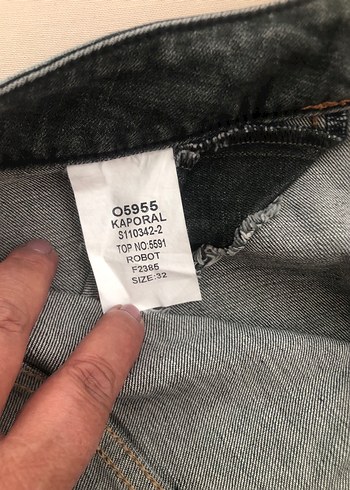 O5955
KAPORAL
S110342-2
TOP NO:5591
ROBOT
F2385
SIZE:32